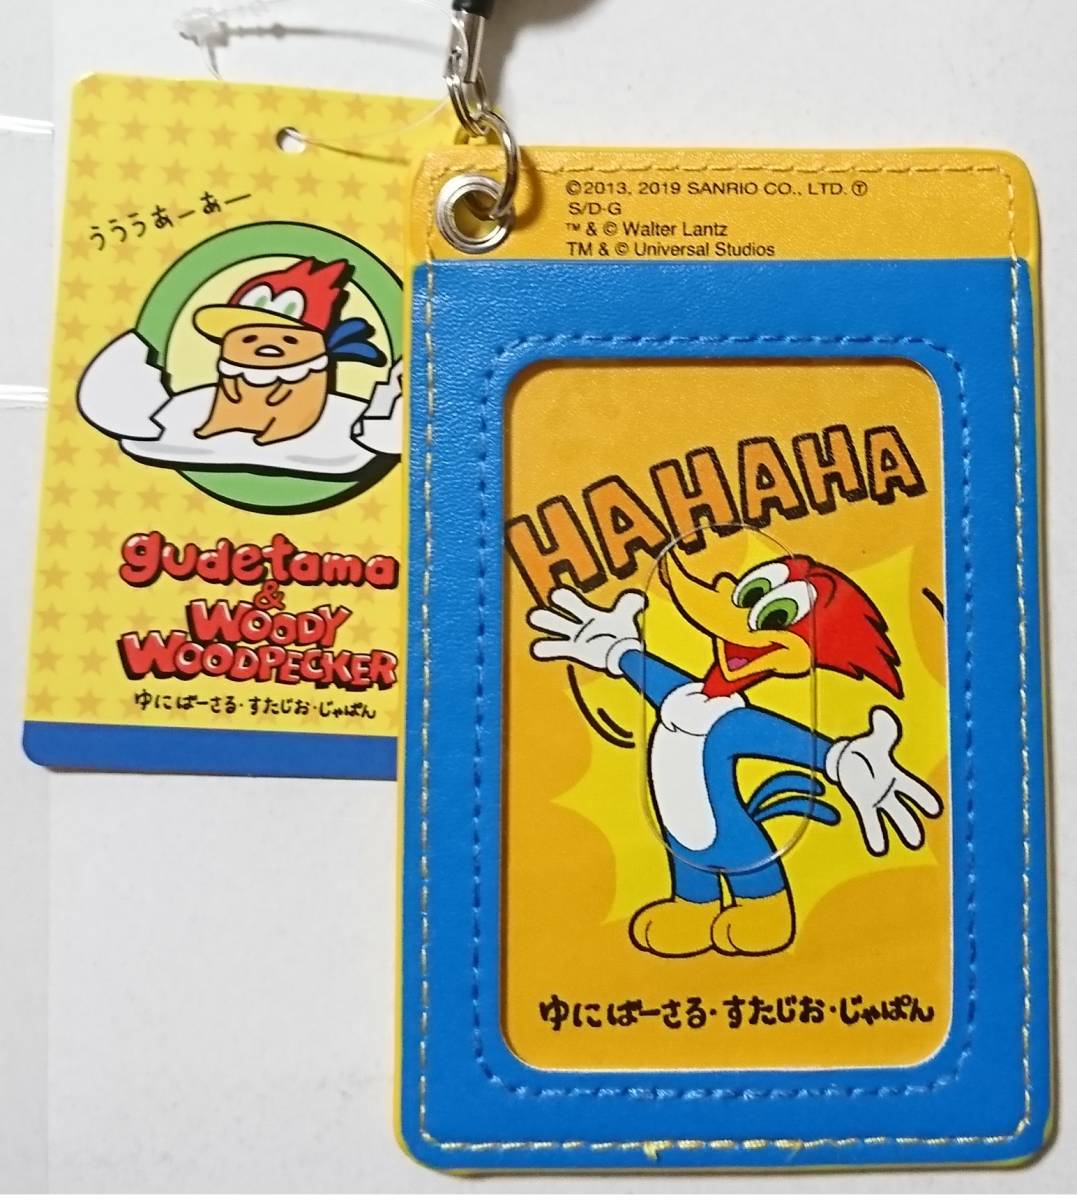 うううあーあー
gudetama
&
WOODY
WOODPECKER
ゆにばーさる・すたじお・じゃぱん
©2013, 2019 SANRIO CO., LTD. Ⓣ
S/D·G
™ & © Walter Lantz
TM & © Universal Studios
HAHAHAHA
ゆにばーさる・すたじお・じゃぱん